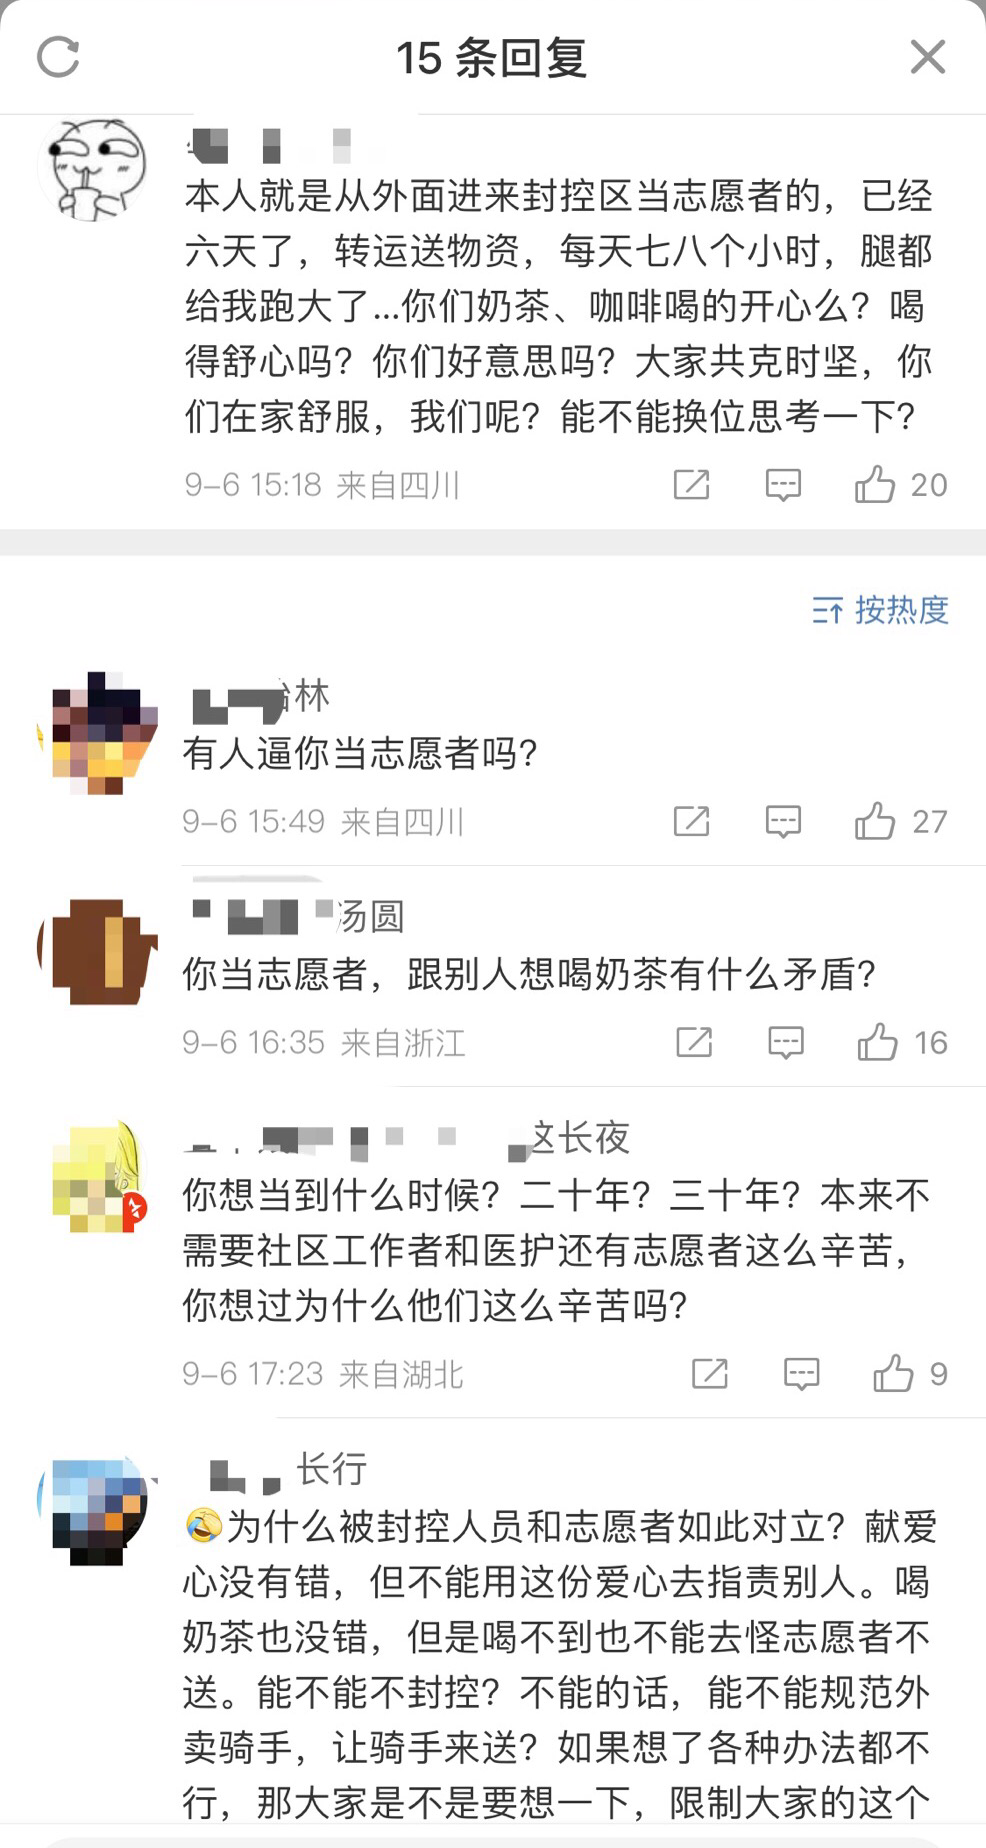 15 条回复
本人就是从外面进来封控区当志愿者的，已经
六天了，转运送物资，每天七八个小时，腿都
给我跑大了...你们奶茶、咖啡喝的开心么？喝
得舒心吗？你们好意思吗？大家共克时坚，你
们在家舒服，我们呢？能不能换位思考一下？
9-6 15:18 来自四川
20
按热度
林
有人逼你当志愿者吗？
9-6 15:49 来自四川
27
汤圆
你当志愿者，跟别人想喝奶茶有什么矛盾？
9-6 16:35 来自浙江
16
这长夜
你想当到什么时候？二十年？三十年？本来不
需要社区工作者和医护还有志愿者这么辛苦，
你想过为什么他们这么辛苦吗？
9-6 17:23 来自湖北
9
长行
🤣为什么被封控人员和志愿者如此对立？献爱
心没有错，但不能用这份爱心去指责别人。喝
奶茶也没错，但是喝不到也不能去怪志愿者不
送。能不能不封控？不能的话，能不能规范外
卖骑手，让骑手来送？如果想了各种办法都不
行，那大家是不是要想一下，限制大家的这个